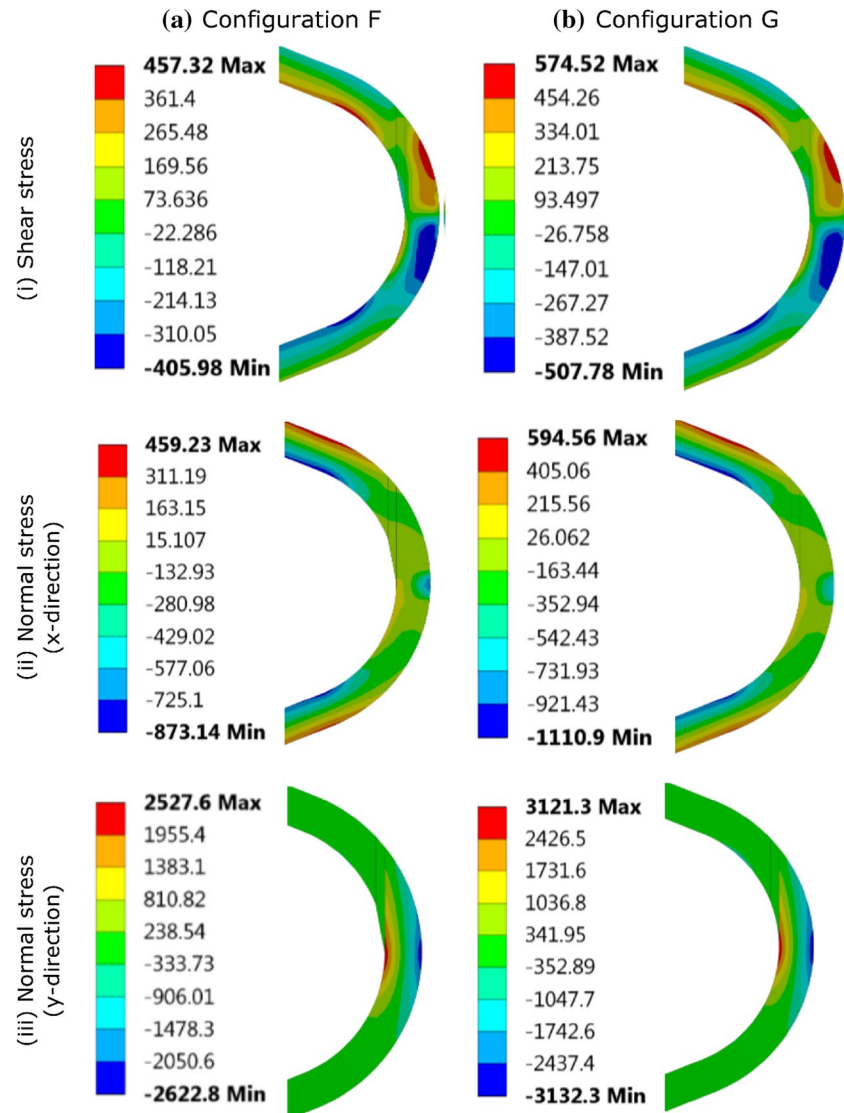 (a) Configuration F
(b) Configuration G
(i) Shear stress
457.32 Max
361.4
265.48
169.56
73.636
-22.286
-118.21
-214.13
-310.05
-405.98 Min
574.52 Max
454.26
334.01
213.75
93.497
-26.758
-147.01
-267.27
-387.52
-507.78 Min
(ii) Normal stress
(x-direction)
459.23 Max
311.19
163.15
15.107
-132.93
-280.98
-429.02
-577.06
-725.1
-873.14 Min
594.56 Max
405.06
215.56
26.062
-163.44
-352.94
-542.43
-731.93
-921.43
-1110.9 Min
(iii) Normal stress
(y-direction)
2527.6 Max
1955.4
1383.1
810.82
238.54
-333.73
-906.01
-1478.3
-2050.6
-2622.8 Min
3121.3 Max
2426.5
1731.6
1036.8
341.95
-352.89
-1047.7
-1742.6
-2437.4
-3132.3 Min